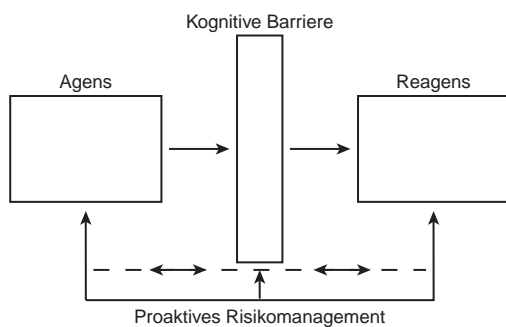 Kognitive Barriere
Agens
Reagens
Proaktives Risikomanagement